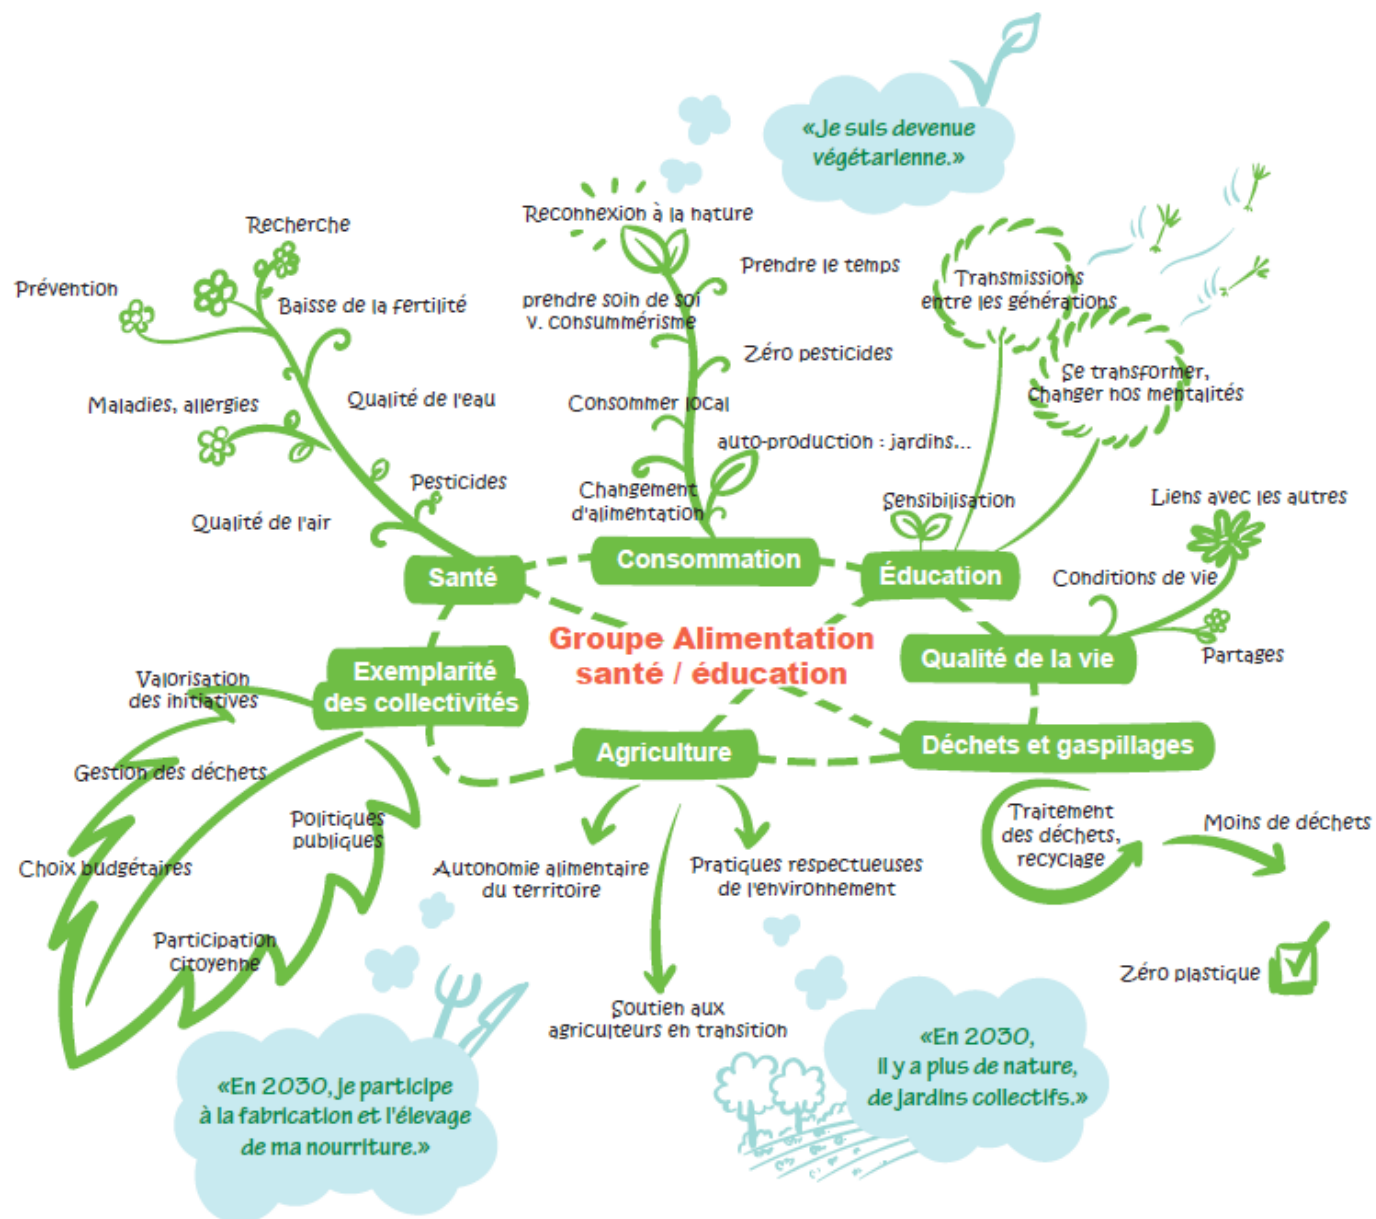 «Je suis devenue
végétarienne.»
Recherche
Prévention
Baisse de la fertilité
Maladies, allergies
Qualité de l'eau
Pesticides
Qualité de l'air
Santé
Reconnexion à la nature
Prendre le temps
prendre soin de soi
v. consummérisme
Zéro pesticides
Consommer local
auto-production : jardins...
Changement
d'alimentation
Consommation
Transmissions
entre les générations
Se transformer,
changer nos mentalités
Sensibilisation
Éducation
Liens avec les autres
Conditions de vie
Partages
Qualité de la vie
Groupe Alimentation
santé / éducation
Exemplarité
des collectivités
Valorisation
des initiatives
Gestion des déchets
Politiques
publiques
Choix budgétaires
Participation
citoyenne
Agriculture
Autonomie alimentaire
du territoire
Pratiques respectueuses
de l'environnement
Soutien aux
agriculteurs en transition
Déchets et gaspillages
Traitement
des déchets,
recyclage
Moins de déchets
Zéro plastique
«En 2030, je participe
à la fabrication et l'élevage
de ma nourriture.»
«En 2030,
il y a plus de nature,
de jardins collectifs.»